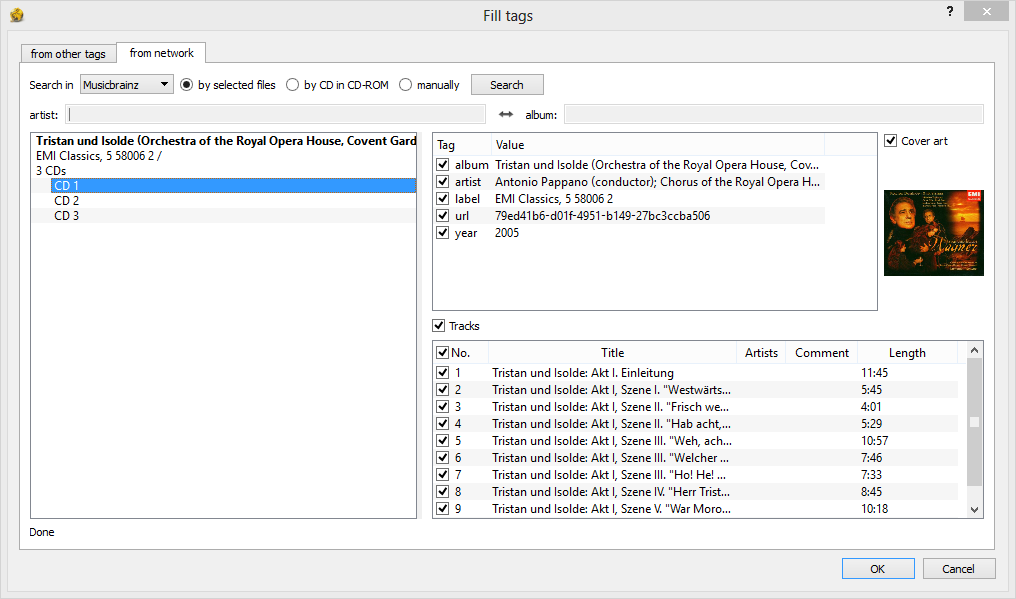 Fill tags
?
from other tags
from network
Search in Musicbrainz by selected files by CD in CD-ROM manually Search
artist: album:
Tristan und Isolde (Orchestra of the Royal Opera House, Covent Gard
EMI Classics, 5 58006 2 /
3 CDs
CD 1
CD 2
CD 3
Tag Value
album Tristan und Isolde (Orchestra of the Royal Opera House, Cov...
artist Antonio Pappano (conductor); Chorus of the Royal Opera H...
label EMI Classics, 5 58006 2
url 79ed41b6-d01f-4951-b149-27bc3ccba506
year 2005
Cover art
EMI
Wagner
Tracks
No. Title Artists Comment Length
1 Tristan und Isolde: Akt I. Einleitung 11:45
2 Tristan und Isolde: Akt I, Szene I. "Westwärts... 5:45
3 Tristan und Isolde: Akt I, Szene II. "Frisch we... 4:01
4 Tristan und Isolde: Akt I, Szene II. "Hab acht,... 5:29
5 Tristan und Isolde: Akt I, Szene III. "Weh, ach... 10:57
6 Tristan und Isolde: Akt I, Szene III. "Welcher ... 7:46
7 Tristan und Isolde: Akt I, Szene III. "Ho! He! ... 7:33
8 Tristan und Isolde: Akt I, Szene IV. "Herr Trist... 8:45
9 Tristan und Isolde: Akt I, Szene V. "War Moro... 10:18
Done
OK
Cancel